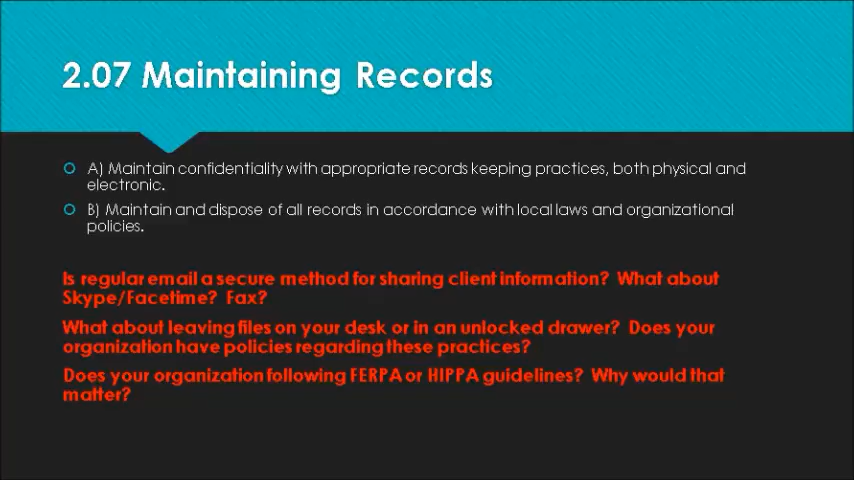 2.07 Maintaining Records
A) Maintain confidentiality with appropriate records keeping practices, both physical and
electronic.
B) Maintain and dispose of all records in accordance with local laws and organizational
policies.
Is regular email a secure method for sharing client information? What about
Skype/Facetime? Fax?
What about leaving files on your desk or in an unlocked drawer? Does your
organization have policies regarding these practices?
Does your organization following FERPA or HIPPA guidelines? Why would that
matter?